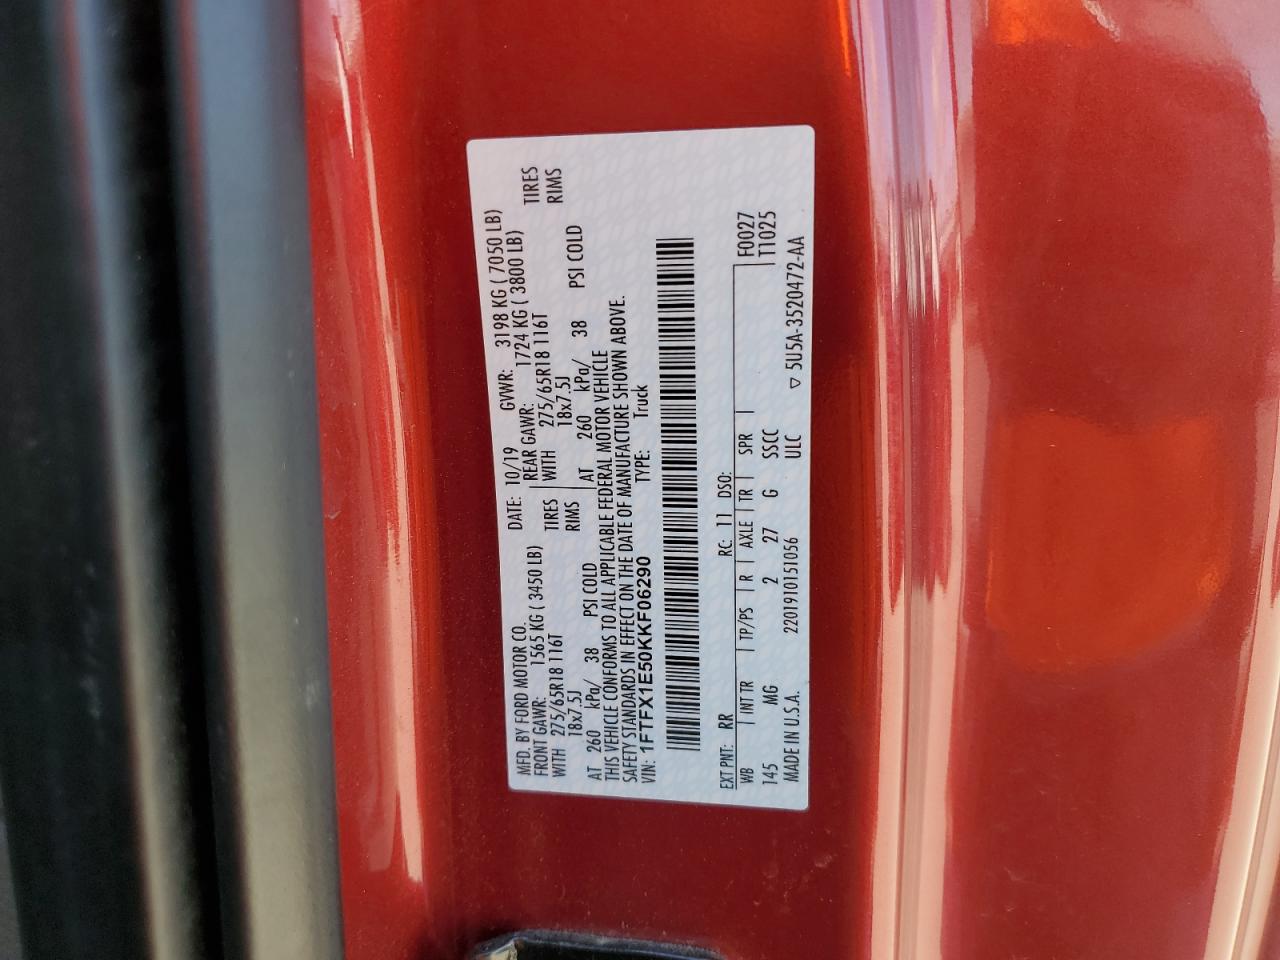 MFD. BY FORD MOTOR CO.
DATE: 10/19 GVWR: 3198 KG ( 7050 LB)
FRONT GAWR: 1565 KG ( 3450 LB) REAR GAWR: 1724 KG ( 3800 LB)
WITH 275/65R18 116T TIRES WITH 275/65R18 116T TIRES
18x7.5J RIMS 18x7.5J RIMS
AT 260 kPa/ 38 PSI COLD AT 260 kPa/ 38 PSI COLD
THIS VEHICLE CONFORMS TO ALL APPLICABLE FEDERAL MOTOR VEHICLE
SAFETY STANDARDS IN EFFECT ON THE DATE OF MANUFACTURE SHOWN ABOVE.
VIN: 1FTFX1E50KKF06290 TYPE: Truck
EXT PNT: RR RC: 11 DSO: F0027
WB INT TR TP/PS R AXLE TR SPR T1025
145 MG 2 27 G SSCC
MADE IN U.S.A. 2201910151056 ULC ▽ 5U5A-3520472-AA